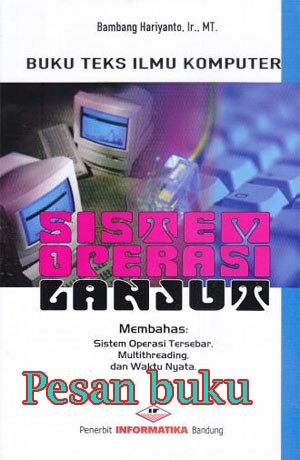 Bambang Hariyanto, Ir., MT.
BUKU TEKS ILMU KOMPUTER
SISTEM
OPERASI
LANJUT
Membahas:
Sistem Operasi Tersebar,
Multithreading,
dan Waktu Nyata.
Pesan buku
Penerbit INFORMATIKA Bandung